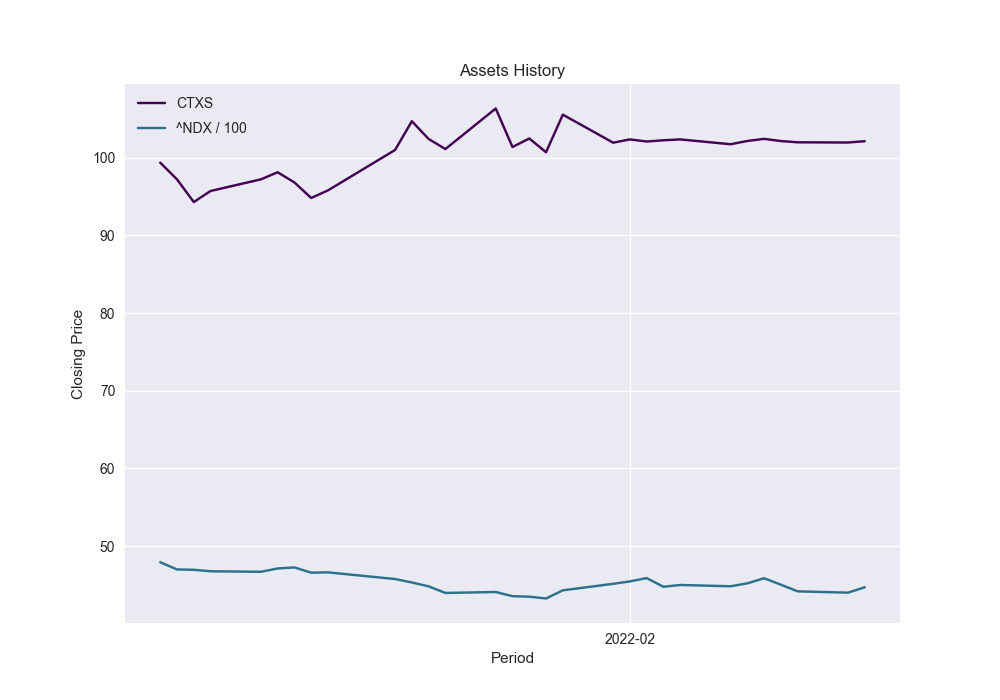 Assets History
CTXS
^NDX / 100
100
90
80
70
60
50
Closing Price
2022-02
Period